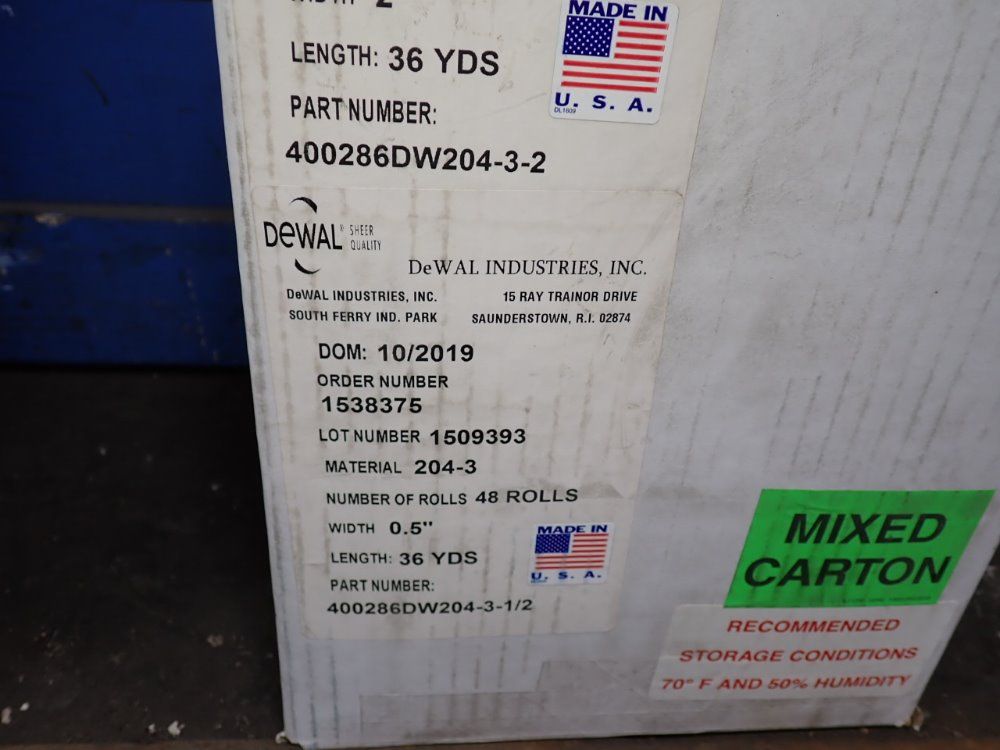 2
MADE IN
U. S. A.
DL1609
LENGTH: 36 YDS
PART NUMBER:
400286DW204-3-2
DeWAL® SHEER
QUALITY
DeWAL INDUSTRIES, INC.
DeWAL INDUSTRIES, INC. 15 RAY TRAINOR DRIVE
SOUTH FERRY IND. PARK SAUNDERSTOWN, R.I. 02874
DOM: 10/2019
ORDER NUMBER
1538375
LOT NUMBER 1509393
MATERIAL 204-3
NUMBER OF ROLLS 48 ROLLS
WIDTH 0.5"
LENGTH: 36 YDS
PART NUMBER:
400286DW204-3-1/2
MADE IN
U. S. A.
MIXED
CARTON
RECOMMENDED
STORAGE CONDITIONS
70° F AND 50% HUMIDITY